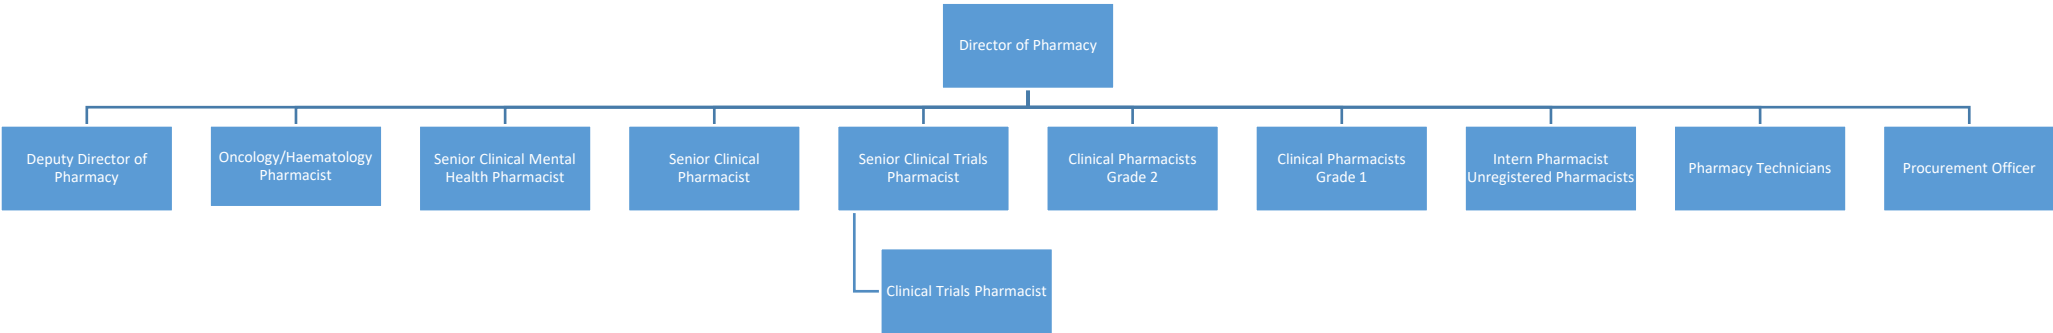 Director of Pharmacy
Deputy Director of
Pharmacy
Oncology/Haematology
Pharmacist
Senior Clinical Mental
Health Pharmacist
Senior Clinical
Pharmacist
Senior Clinical Trials
Pharmacist
Clinical Pharmacists
Grade 2
Clinical Pharmacists
Grade 1
Intern Pharmacist
Unregistered Pharmacists
Pharmacy Technicians
Procurement Officer
Clinical Trials Pharmacist